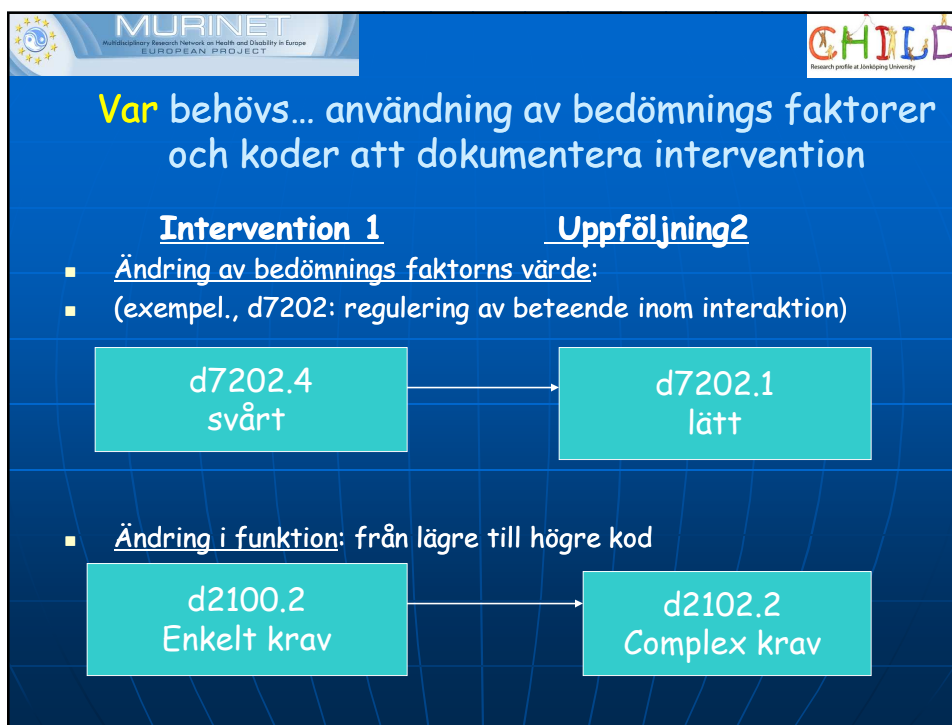 MURINET
Multidisciplinary Research Network on Health and Disability in Europe
EUROPEAN PROJECT
CHILD
Research profile at Jönköping University
Var behövs… användning av bedömnings faktorer
och koder att dokumentera intervention
Intervention 1 Uppföljning2
Ändring av bedömnings faktorns värde:
(exempel., d7202: regulering av beteende inom interaktion)
d7202.4
svårt
d7202.1
lätt
Ändring i funktion: från lägre till högre kod
d2100.2
Enkelt krav
d2102.2
Complex krav